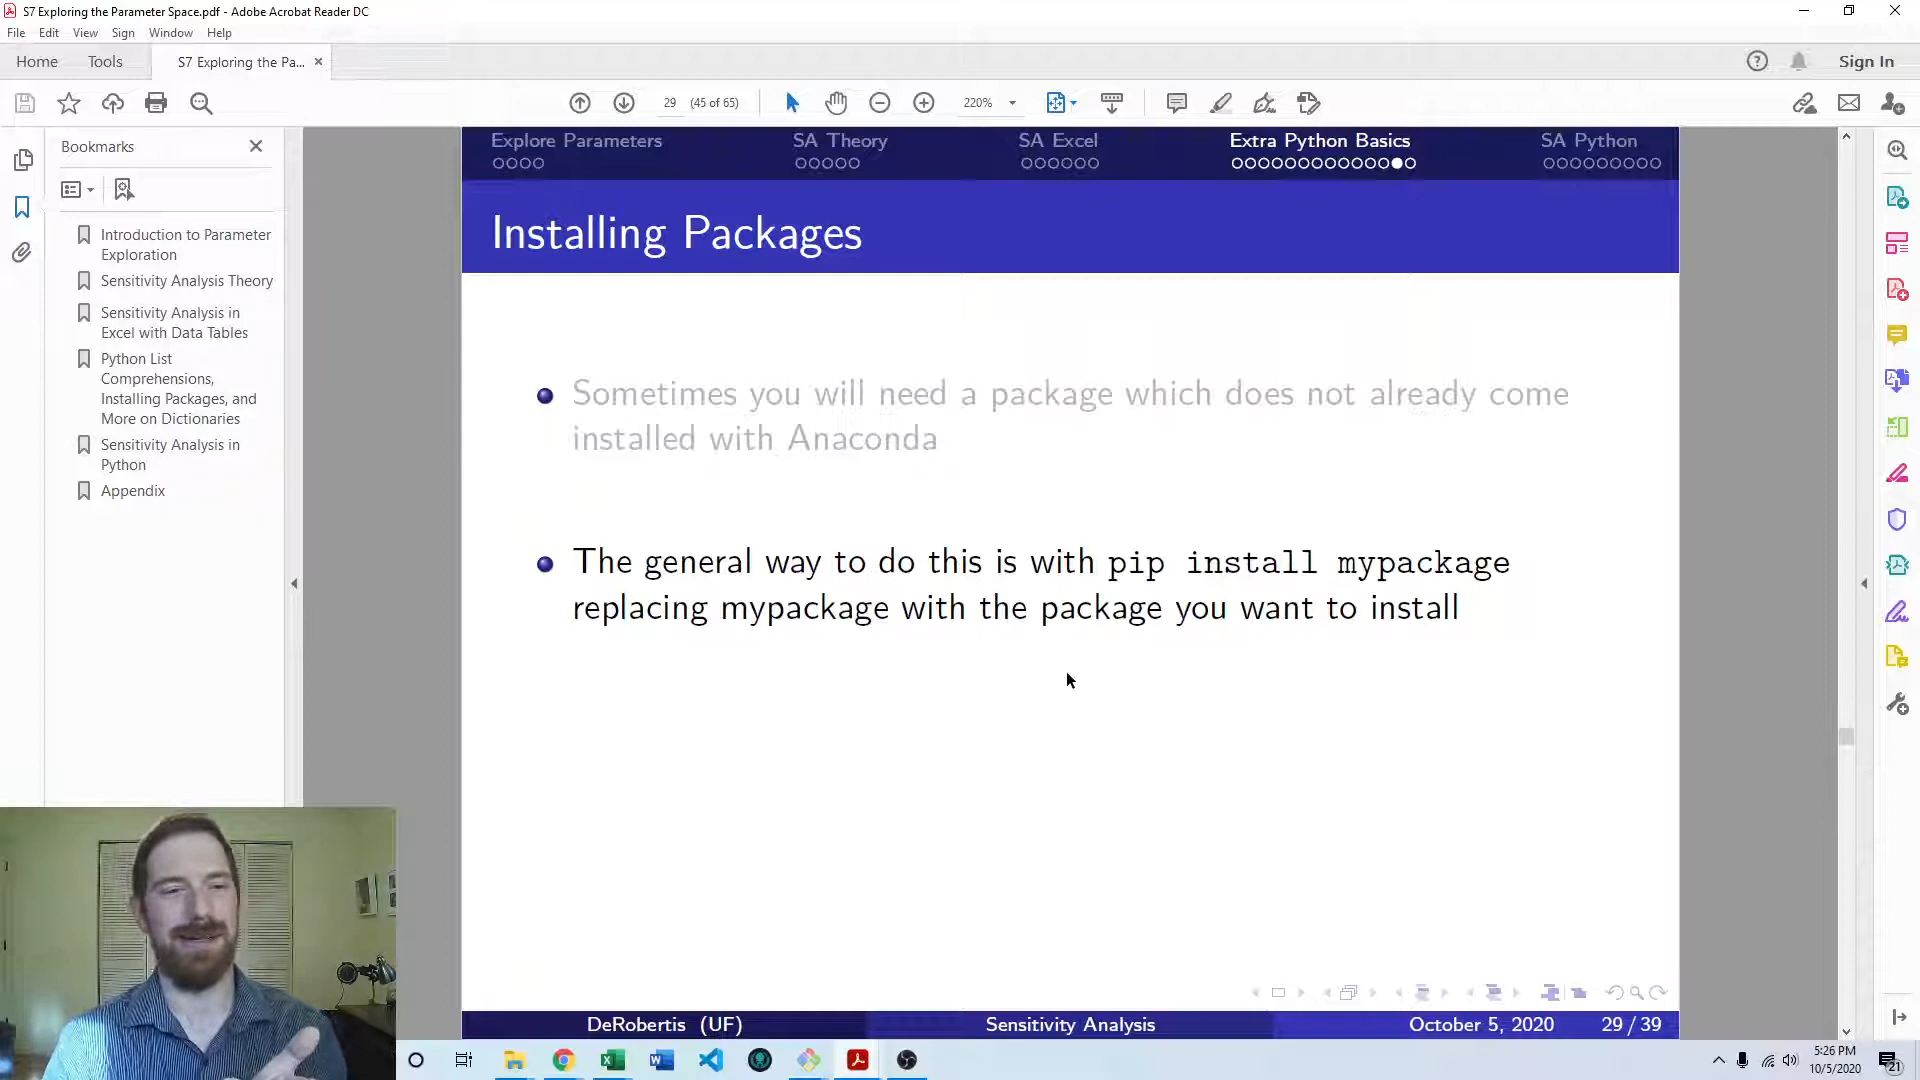 S7 Exploring the Parameter Space.pdf - Adobe Acrobat Reader DC
File Edit View Sign Window Help
Home Tools S7 Exploring the Pa... Sign In
29 (45 of 65) 220%
Bookmarks
Introduction to Parameter
Exploration
Sensitivity Analysis Theory
Sensitivity Analysis in
Excel with Data Tables
Python List
Comprehensions,
Installing Packages, and
More on Dictionaries
Sensitivity Analysis in
Python
Appendix
Explore Parameters SA Theory SA Excel Extra Python Basics SA Python
Installing Packages
Sometimes you will need a package which does not already come
installed with Anaconda
The general way to do this is with pip install mypackage
replacing mypackage with the package you want to install
DeRobertis (UF) Sensitivity Analysis October 5, 2020 29 / 39
5:26 PM
10/5/2020
21